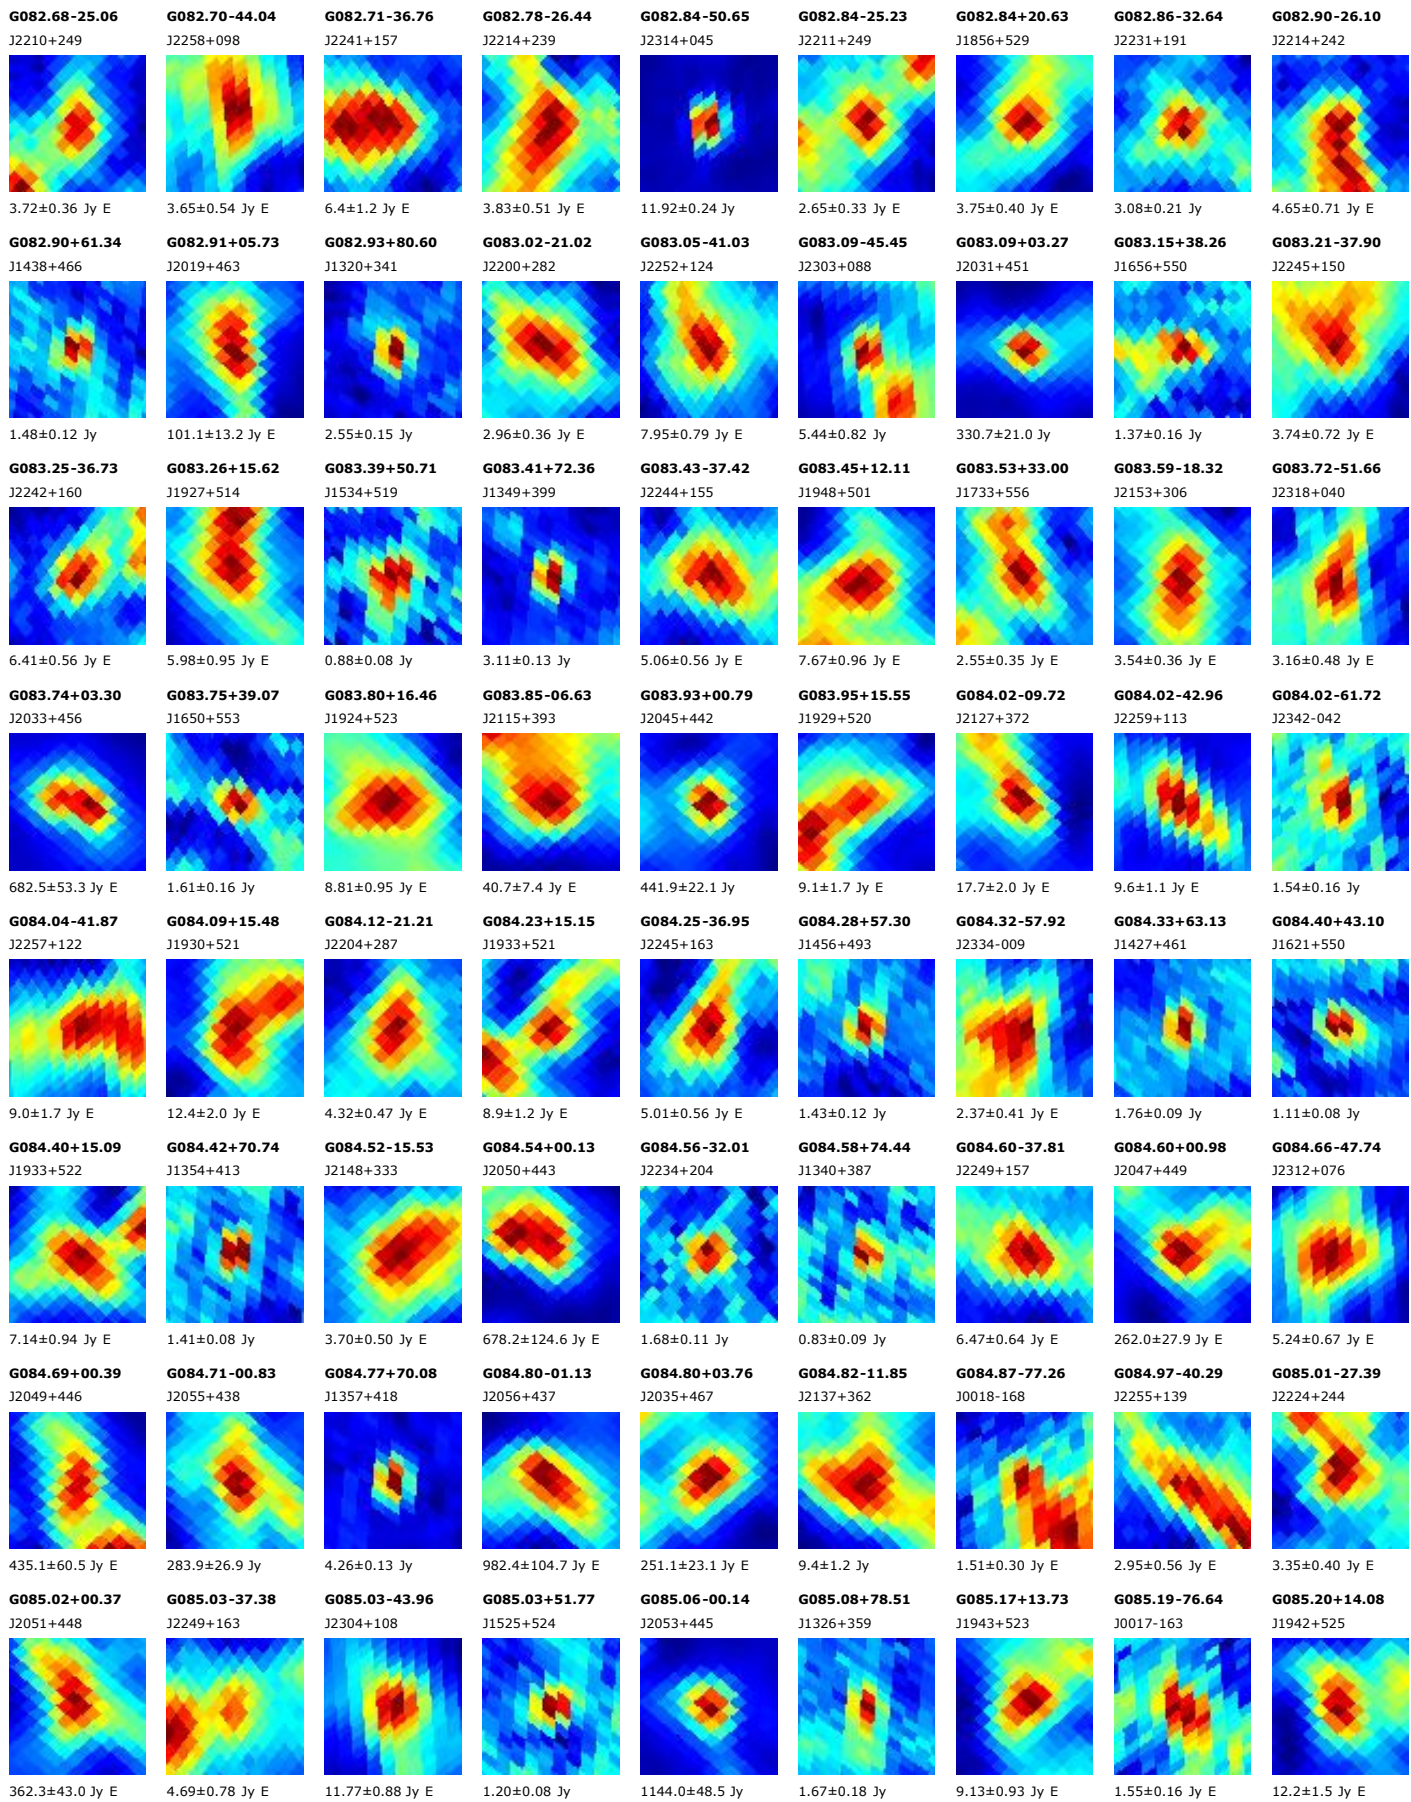 G082.68-25.06 G082.70-44.04 G082.71-36.76 G082.78-26.44 G082.84-50.65 G082.84-25.23 G082.84+20.63 G082.86-32.64 G082.90-26.10
J2210+249 J2258+098 J2241+157 J2214+239 J2314+045 J2211+249 J1856+529 J2231+191 J2214+242
3.72±0.36 Jy E 3.65±0.54 Jy E 6.4±1.2 Jy E 3.83±0.51 Jy E 11.92±0.24 Jy 2.65±0.33 Jy E 3.75±0.40 Jy E 3.08±0.21 Jy 4.65±0.71 Jy E
G082.90+61.34 G082.91+05.73 G082.93+80.60 G083.02-21.02 G083.05-41.03 G083.09-45.45 G083.09+03.27 G083.15+38.26 G083.21-37.90
J1438+466 J2019+463 J1320+341 J2200+282 J2252+124 J2303+088 J2031+451 J1656+550 J2245+150
1.48±0.12 Jy 101.1±13.2 Jy E 2.55±0.15 Jy 2.96±0.36 Jy E 7.95±0.79 Jy E 5.44±0.82 Jy 330.7±21.0 Jy 1.37±0.16 Jy 3.74±0.72 Jy E
G083.25-36.73 G083.26+15.62 G083.39+50.71 G083.41+72.36 G083.43-37.42 G083.45+12.11 G083.53+33.00 G083.59-18.32 G083.72-51.66
J2242+160 J1927+514 J1534+519 J1349+399 J2244+155 J1948+501 J1733+556 J2153+306 J2318+040
6.41±0.56 Jy E 5.98±0.95 Jy E 0.88±0.08 Jy 3.11±0.13 Jy 5.06±0.56 Jy E 7.67±0.96 Jy E 2.55±0.35 Jy E 3.54±0.36 Jy E 3.16±0.48 Jy E
G083.74+03.30 G083.75+39.07 G083.80+16.46 G083.85-06.63 G083.93+00.79 G083.95+15.55 G084.02-09.72 G084.02-42.96 G084.02-61.72
J2033+456 J1650+553 J1924+523 J2115+393 J2045+442 J1929+520 J2127+372 J2259+113 J2342-042
682.5±53.3 Jy E 1.61±0.16 Jy 8.81±0.95 Jy E 40.7±7.4 Jy E 441.9±22.1 Jy 9.1±1.7 Jy E 17.7±2.0 Jy E 9.6±1.1 Jy E 1.54±0.16 Jy
G084.04-41.87 G084.09+15.48 G084.12-21.21 G084.23+15.15 G084.25-36.95 G084.28+57.30 G084.32-57.92 G084.33+63.13 G084.40+43.10
J2257+122 J1930+521 J2204+287 J1933+521 J2245+163 J1456+493 J2334-009 J1427+461 J1621+550
9.0±1.7 Jy E 12.4±2.0 Jy E 4.32±0.47 Jy E 8.9±1.2 Jy E 5.01±0.56 Jy E 1.43±0.12 Jy 2.37±0.41 Jy E 1.76±0.09 Jy 1.11±0.08 Jy
G084.40+15.09 G084.42+70.74 G084.52-15.53 G084.54+00.13 G084.56-32.01 G084.58+74.44 G084.60-37.81 G084.60+00.98 G084.66-47.74
J1933+522 J1354+413 J2148+333 J2050+443 J2234+204 J1340+387 J2249+157 J2047+449 J2312+076
7.14±0.94 Jy E 1.41±0.08 Jy 3.70±0.50 Jy E 678.2±124.6 Jy E 1.68±0.11 Jy 0.83±0.09 Jy 6.47±0.64 Jy E 262.0±27.9 Jy E 5.24±0.67 Jy E
G084.69+00.39 G084.71-00.83 G084.77+70.08 G084.80-01.13 G084.80+03.76 G084.82-11.85 G084.87-77.26 G084.97-40.29 G085.01-27.39
J2049+446 J2055+438 J1357+418 J2056+437 J2035+467 J2137+362 J0018-168 J2255+139 J2224+244
435.1±60.5 Jy E 283.9±26.9 Jy 4.26±0.13 Jy 982.4±104.7 Jy E 251.1±23.1 Jy E 9.4±1.2 Jy 1.51±0.30 Jy E 2.95±0.56 Jy E 3.35±0.40 Jy E
G085.02+00.37 G085.03-37.38 G085.03-43.96 G085.03+51.77 G085.06-00.14 G085.08+78.51 G085.17+13.73 G085.19-76.64 G085.20+14.08
J2051+448 J2249+163 J2304+108 J1525+524 J2053+445 J1326+359 J1943+523 J0017-163 J1942+525
362.3±43.0 Jy E 4.69±0.78 Jy E 11.77±0.88 Jy E 1.20±0.08 Jy 1144.0±48.5 Jy 1.67±0.18 Jy 9.13±0.93 Jy E 1.55±0.16 Jy E 12.2±1.5 Jy E